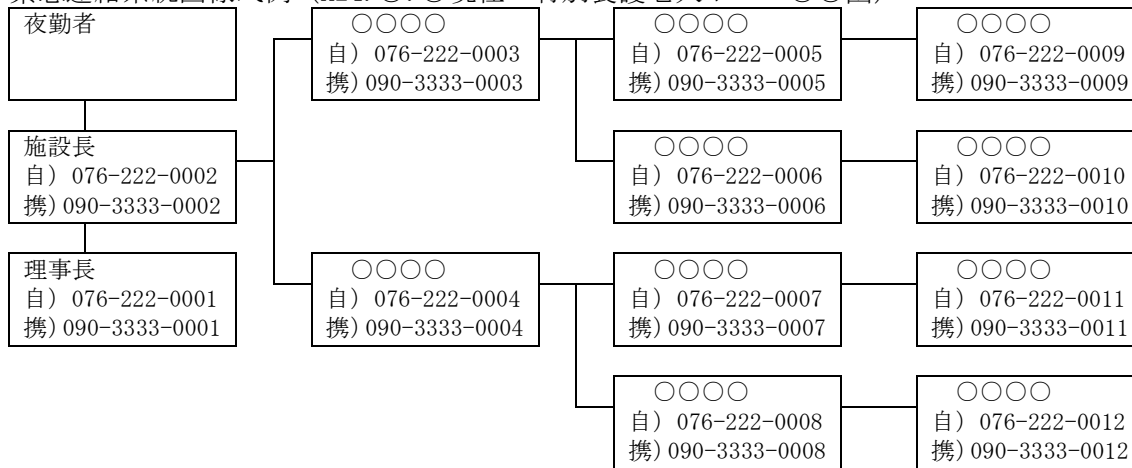 夜勤者
○○○○
自) 076-222-0003
携)090-3333-0003
○○○○
自) 076-222-0005
携)090-3333-0005
○○○○
自) 076-222-0009
携)090-3333-0009
施設長
自) 076-222-0002
携)090-3333-0002
○○○○
自) 076-222-0006
携)090-3333-0006
○○○○
自) 076-222-0010
携)090-3333-0010
理事長
自) 076-222-0001
携)090-3333-0001
○○○○
自) 076-222-0004
携)090-3333-0004
○○○○
自) 076-222-0007
携)090-3333-0007
○○○○
自) 076-222-0011
携)090-3333-0011
○○○○
自) 076-222-0008
携)090-3333-0008
○○○○
自) 076-222-0012
携)090-3333-0012